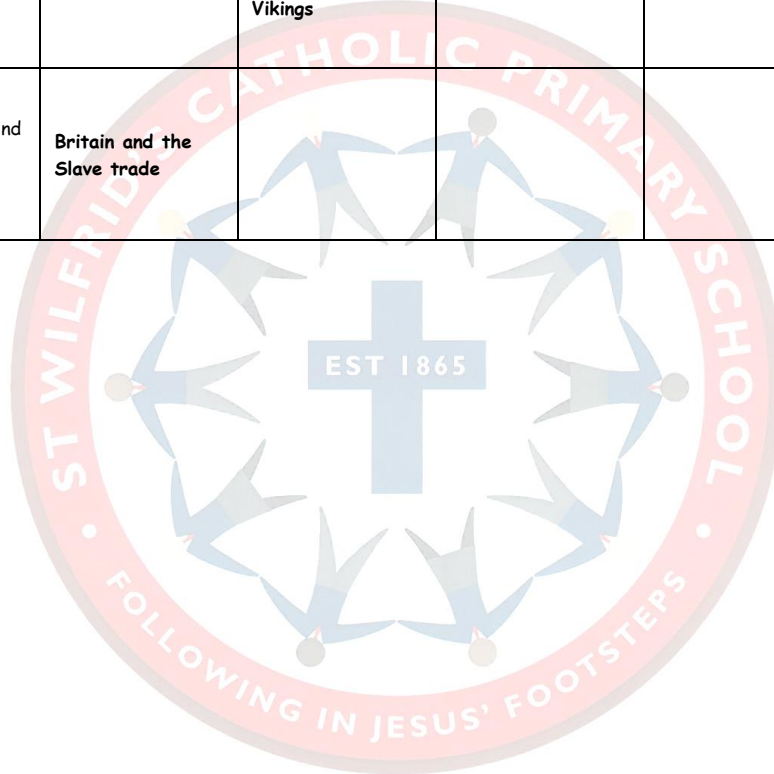 Vikings
nd
Britain and the
Slave trade
ST WILFRID'S CATHOLIC PRIMARY SCHOOL
EST 1865
• FOLLOWING IN JESUS' FOOTSTEPS •